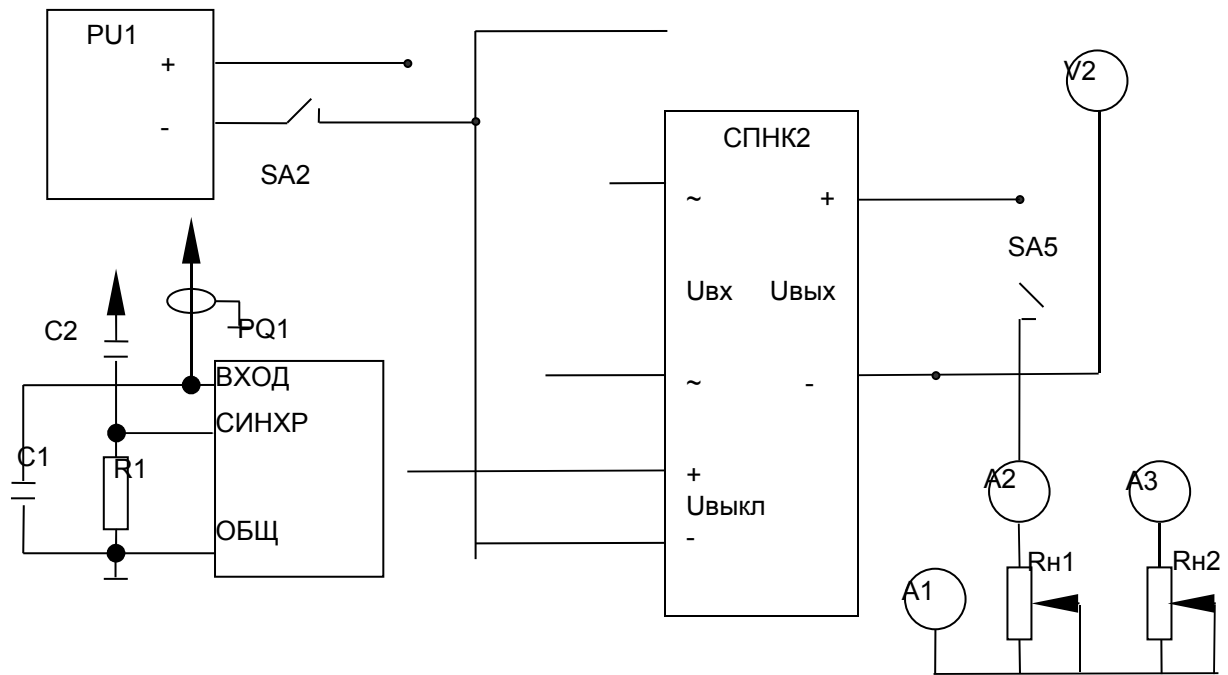 PU1
+
-
SA2
V2
СПНК2
~
+
SA5
Uвх
Uвых
~
-
+
Uвыкл
-
C2
PQ1
ВХОД
СИНХР
C1
R1
ОБЩ
A2
A3
Rн1
Rн2
A1